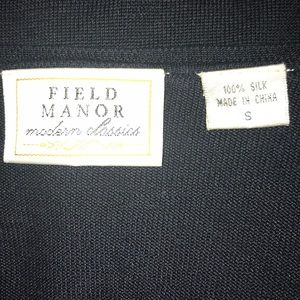 FIELD
MANOR
modern classics
100% SILK
MADE IN CHINA
S